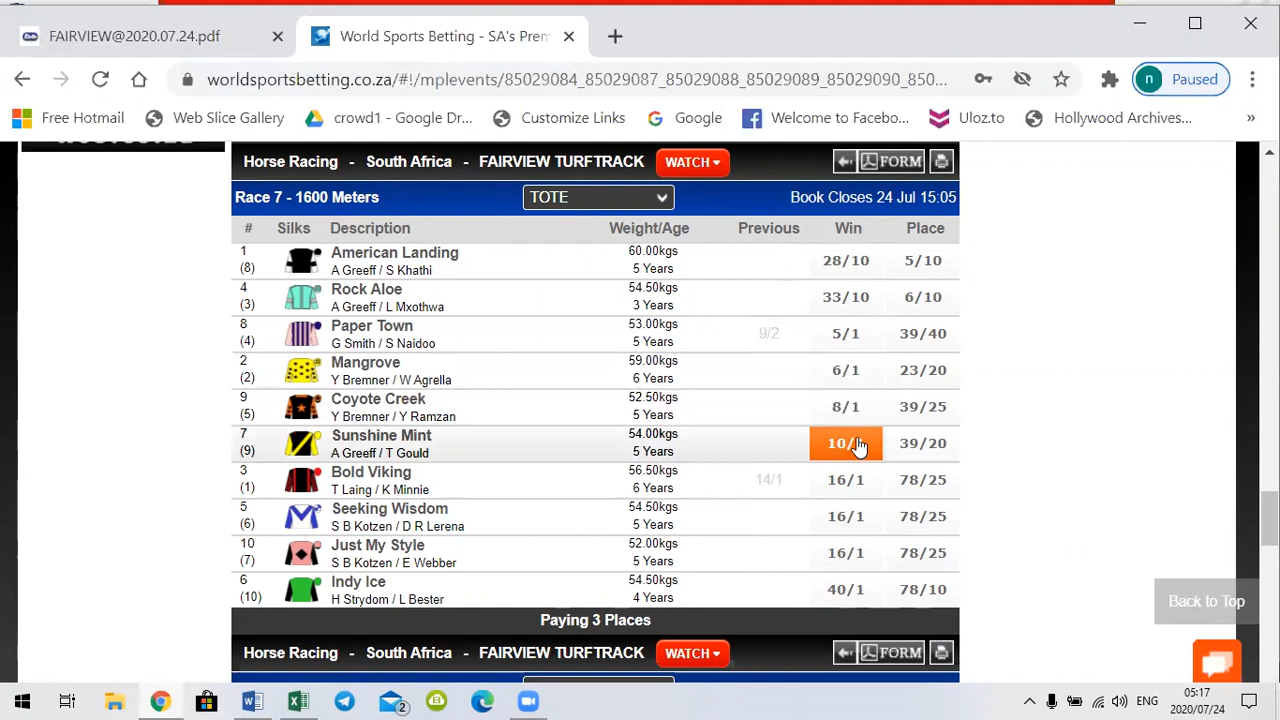 FAIRVIEW@2020.07.24.pdf
World Sports Betting - SA's Prem
worldsportsbetting.co.za/#!/mplevents/85029084_85029087_85029088_85029089_85029090_850...
n Paused
Free Hotmail Web Slice Gallery crowd1 - Google Dr... Customize Links Google Welcome to Facebo... Uloz.to Hollywood Archives... »
Horse Racing - South Africa - FAIRVIEW TURFTRACK WATCH FORM
Race 7 - 1600 Meters TOTE Book Closes 24 Jul 15:05
# Silks Description Weight/Age Previous Win Place
1 American Landing 60.00kgs 28/10 5/10
(8) A Greeff / S Khathi 5 Years
4 Rock Aloe 54.50kgs 33/10 6/10
(3) A Greeff / L Mxothwa 3 Years
8 Paper Town 53.00kgs 9/2 5/1 39/40
(4) G Smith / S Naidoo 5 Years
2 Mangrove 59.00kgs 6/1 23/20
(2) Y Bremner / W Agrella 6 Years
9 Coyote Creek 52.50kgs 8/1 39/25
(5) Y Bremner / Y Ramzan 5 Years
7 Sunshine Mint 54.00kgs 10/ 39/20
(9) A Greeff / T Gould 5 Years
3 Bold Viking 56.50kgs 14/1 16/1 78/25
(1) T Laing / K Minnie 6 Years
5 Seeking Wisdom 54.50kgs 16/1 78/25
(6) S B Kotzen / D R Lerena 5 Years
10 Just My Style 52.00kgs 16/1 78/25
(7) S B Kotzen / E Webber 5 Years
6 Indy Ice 54.50kgs 40/1 78/10
(10) H Strydom / L Bester 4 Years
Paying 3 Places
Back to Top
Horse Racing - South Africa - FAIRVIEW TURFTRACK WATCH FORM
2 ENG 05:17
2020/07/24